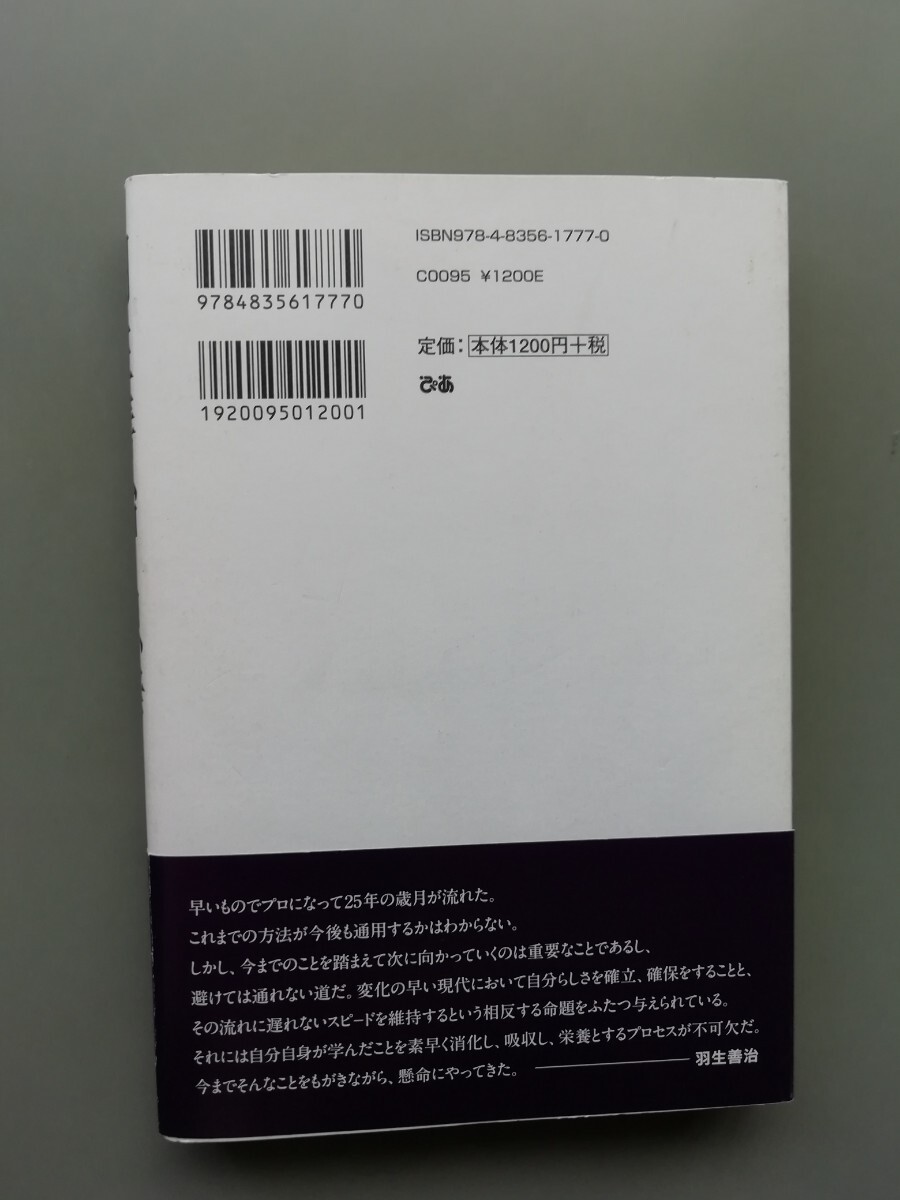 9784835617770
ISBN978-4-8356-1777-0
C0095 ¥1200E
1920095012001
定価：本体1200円＋税
ぴあ
早いものでプロになって25年の歳月が流れた。
これまでの方法が今後も通用するかはわからない。
しかし、今までのことを踏まえて次に向かっていくのは重要なことであるし、
避けては通れない道だ。変化の早い現代において自分らしさを確立、確保をすることと、
その流れに遅れないスピードを維持するという相反する命題をふたつ与えられている。
それには自分自身が学んだことを素早く消化し、吸収し、栄養とするプロセスが不可欠だ。
今までそんなことをもがきながら、懸命にやってきた。 ―――― 羽生善治